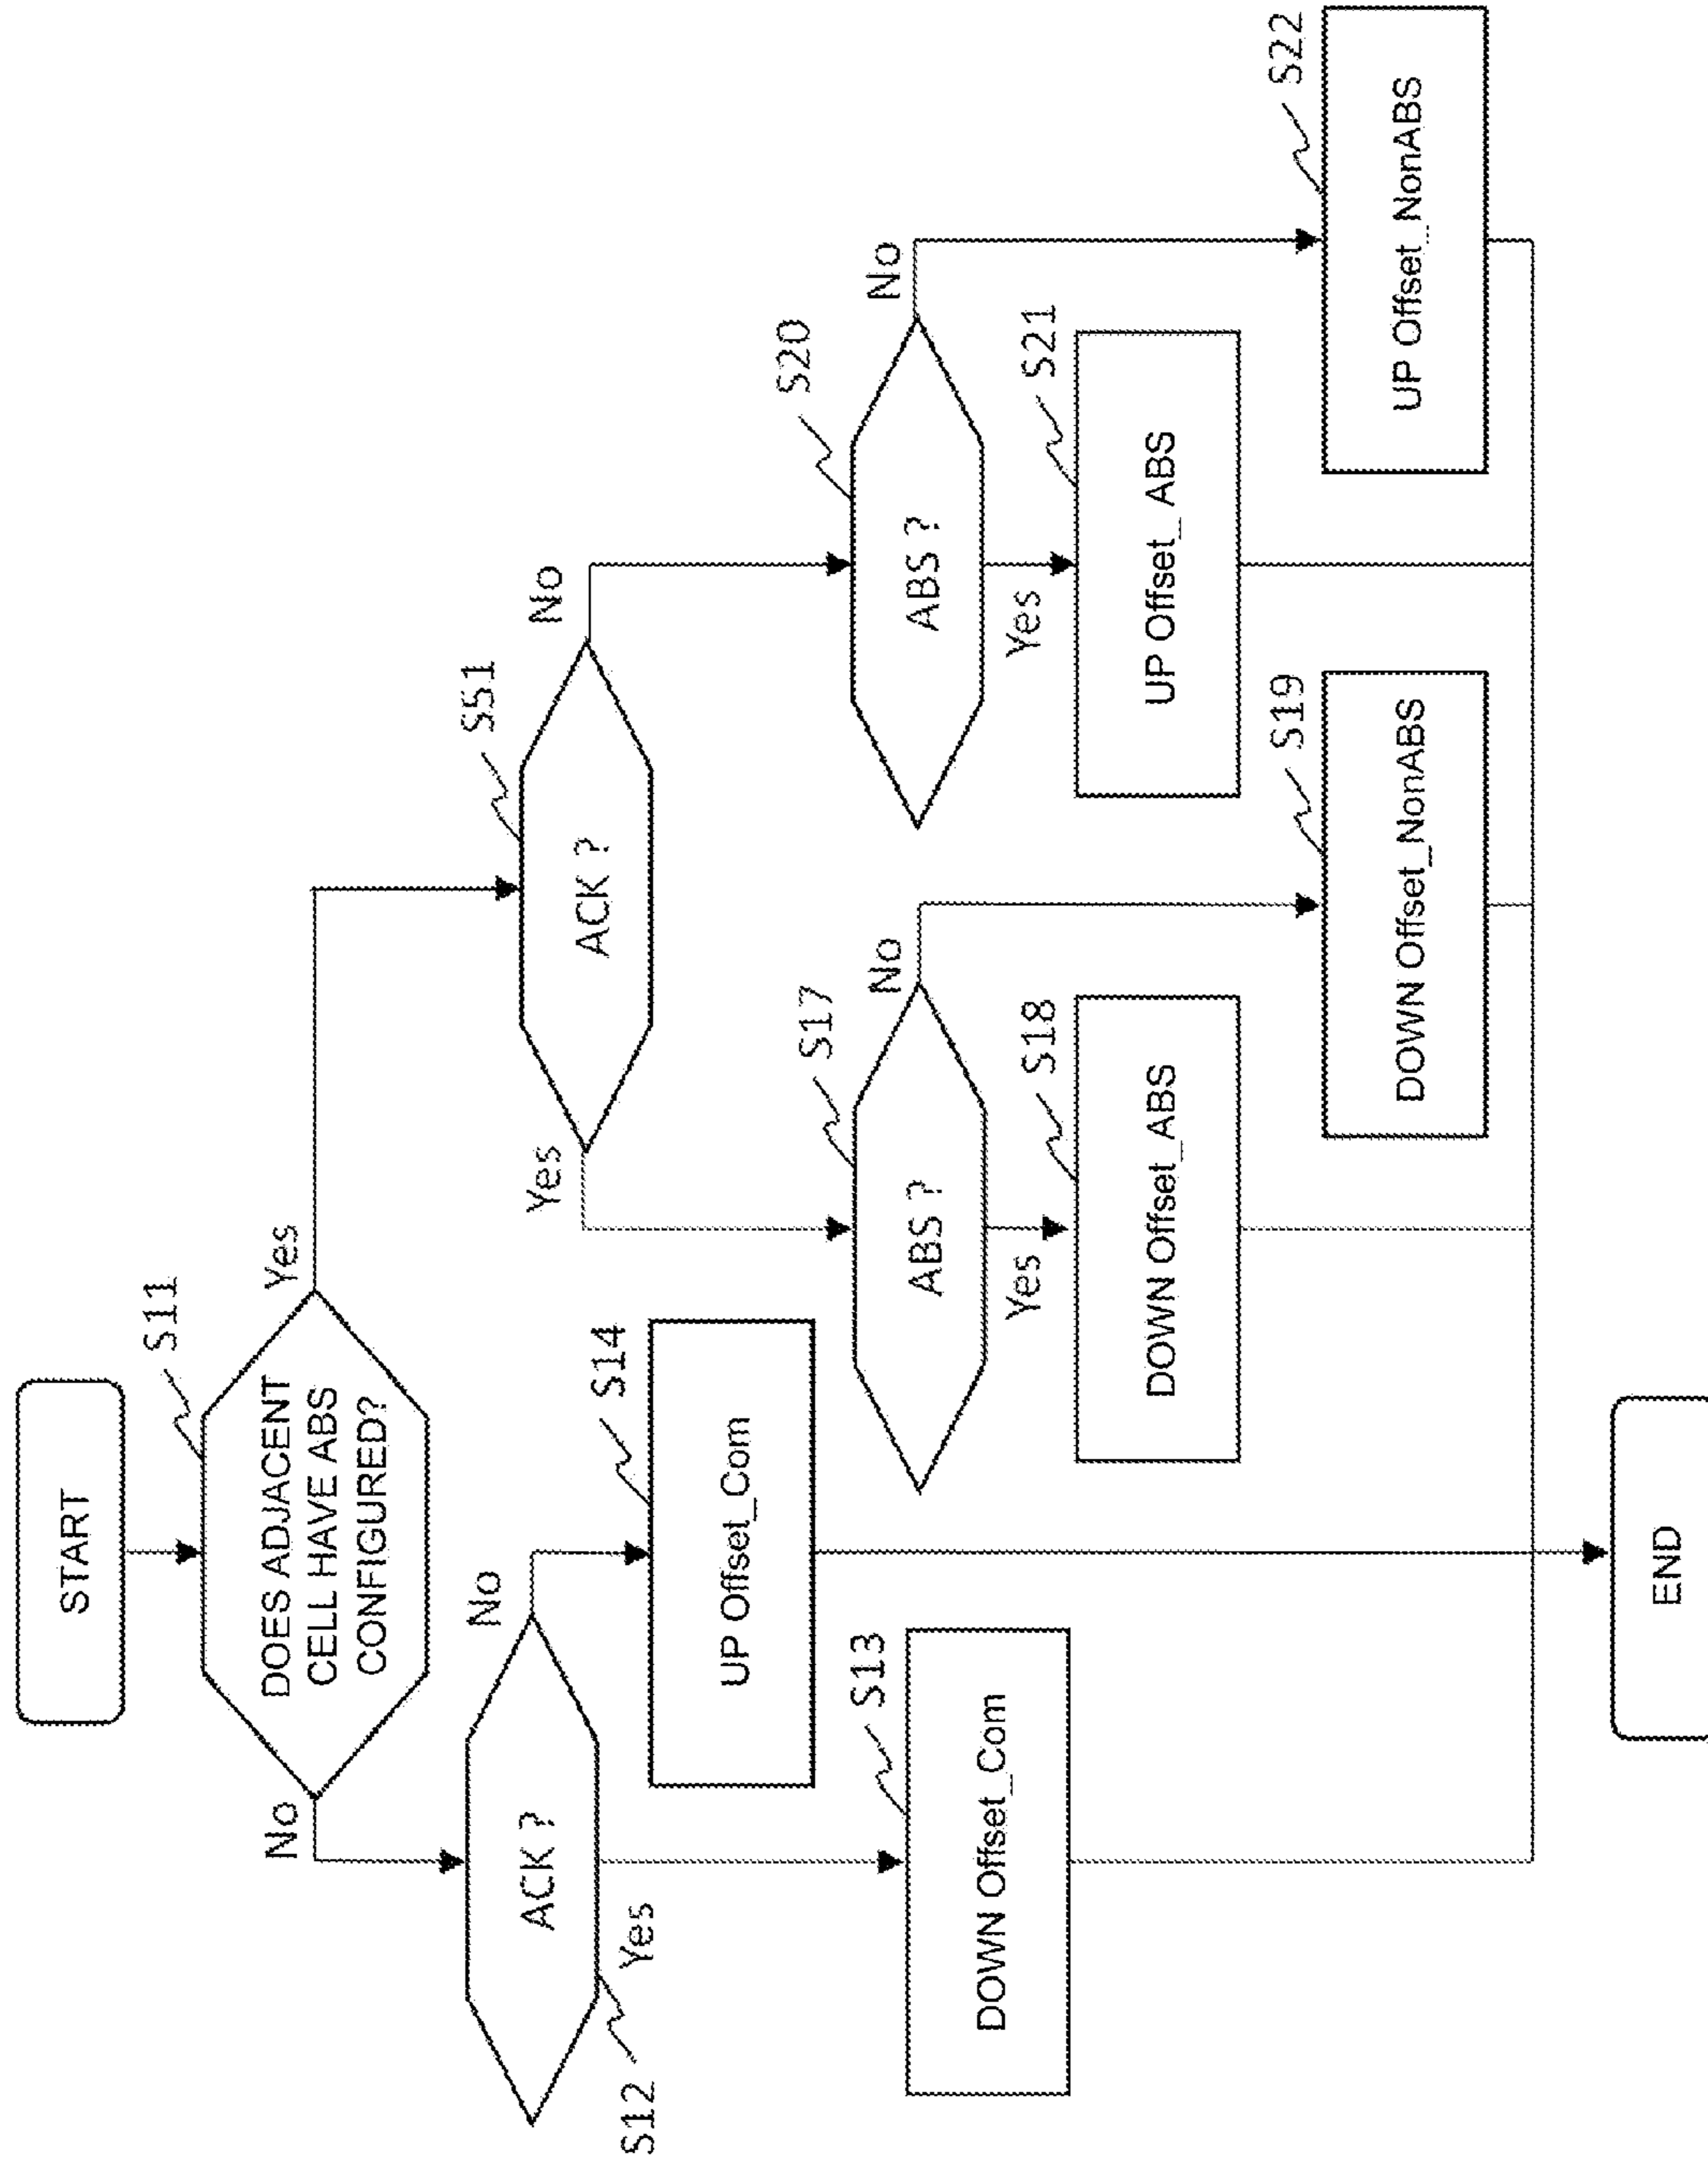 START
S11
DOES ADJACENT
CELL HAVE ABS
CONFIGURED?
No
Yes
S12
ACK ?
No
Yes
S51
ACK ?
Yes
No
S14
UP Offset_Com
S13
DOWN Offset_Com
S17
ABS ?
No
Yes
S20
ABS ?
No
Yes
S18
DOWN Offset_ABS
S21
UP Offset_ABS
S19
DOWN Offset_NonABS
S22
UP Offset_NonABS
END